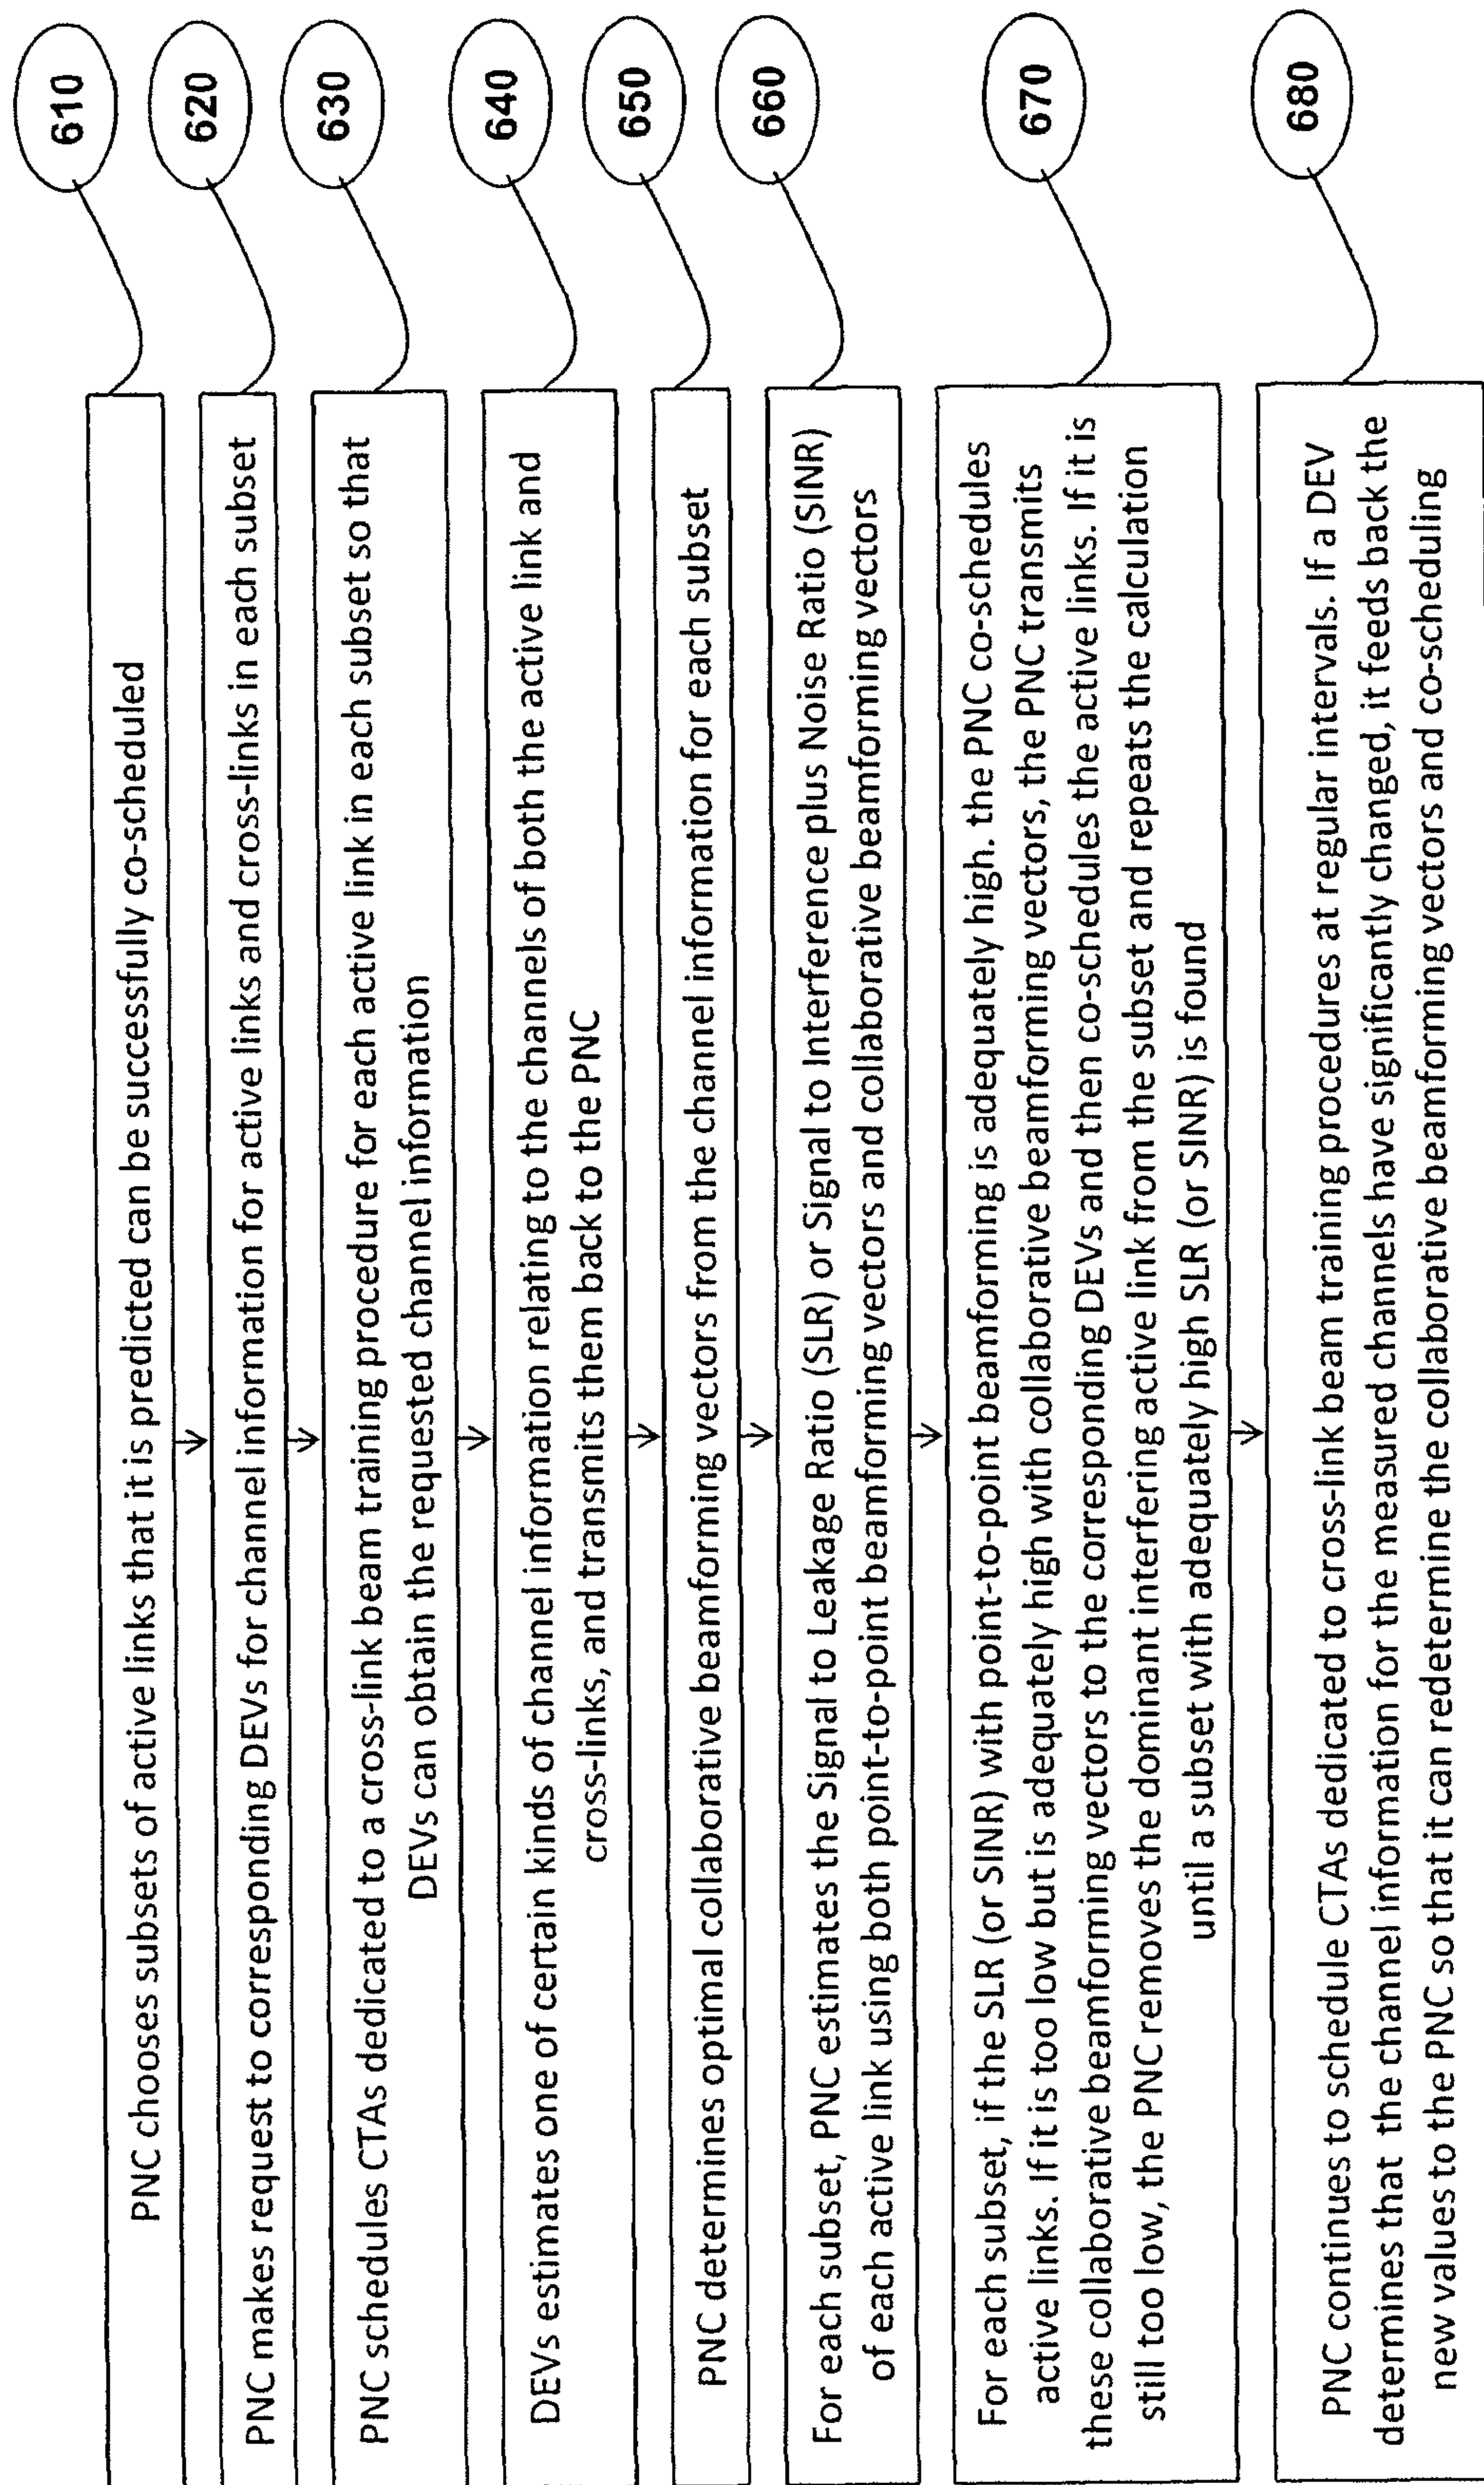 PNC chooses subsets of active links that it is predicted can be successfully co-scheduled
610
PNC makes request to corresponding DEVs for channel information for active links and cross-links in each subset
620
PNC schedules CTAs dedicated to a cross-link beam training procedure for each active link in each subset so that
DEVs can obtain the requested channel information
630
DEVs estimates one of certain kinds of channel information relating to the channels of both the active link and
cross-links, and transmits them back to the PNC
640
PNC determines optimal collaborative beamforming vectors from the channel information for each subset
650
For each subset, PNC estimates the Signal to Leakage Ratio (SLR) or Signal to Interference plus Noise Ratio (SINR)
of each active link using both point-to-point beamforming vectors and collaborative beamforming vectors
660
For each subset, if the SLR (or SINR) with point-to-point beamforming is adequately high. the PNC co-schedules
active links. If it is too low but is adequately high with collaborative beamforming vectors, the PNC transmits
these collaborative beamforming vectors to the corresponding DEVs and then co-schedules the active links. If it is
still too low, the PNC removes the dominant interfering active link from the subset and repeats the calculation
until a subset with adequately high SLR (or SINR) is found
670
PNC continues to schedule CTAs dedicated to cross-link beam training procedures at regular intervals. If a DEV
determines that the channel information for the measured channels have significantly changed, it feeds back the
new values to the PNC so that it can redetermine the collaborative beamforming vectors and co-scheduling
680